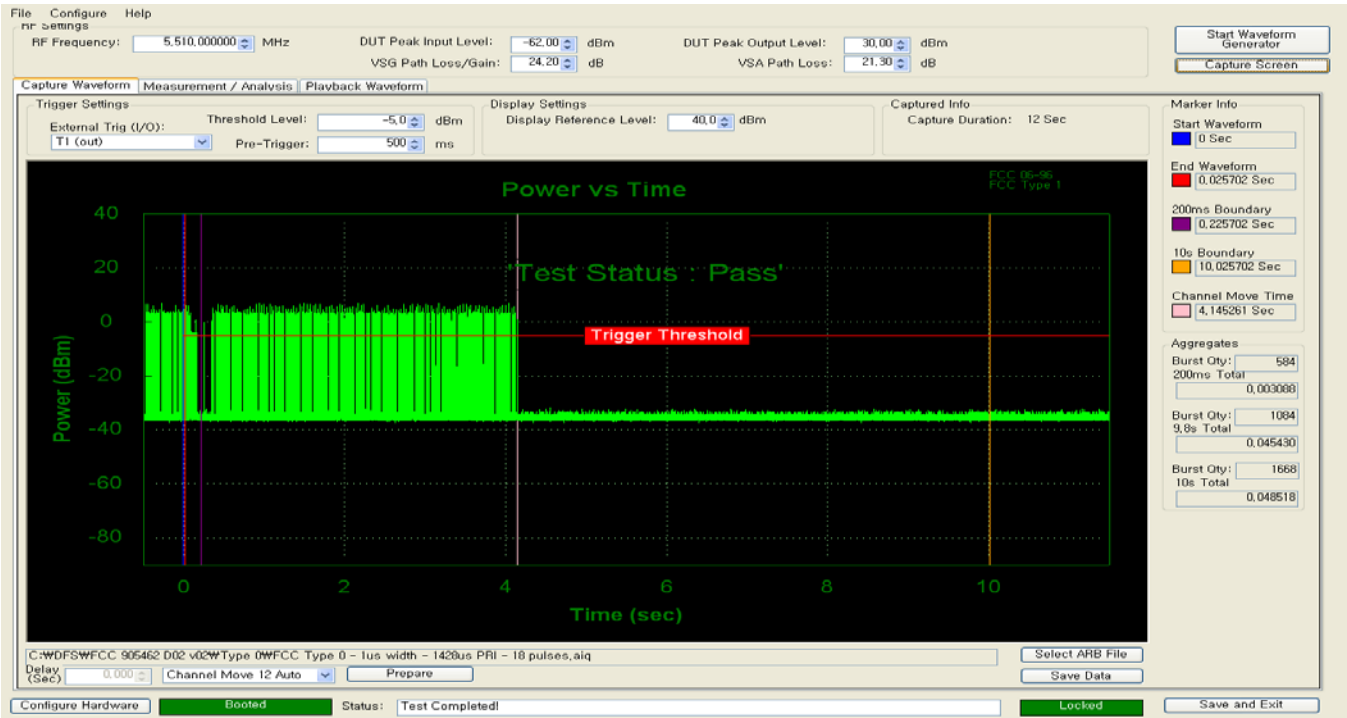 File Configure Help
RF Settings
RF Frequency: 5,510,000000 MHz DUT Peak Input Level: -62,00 dBm DUT Peak Output Level: 30,00 dBm
VSG Path Loss/Gain: 24,20 dB VSA Path Loss: 21,30 dB
Start Waveform
Generator
Capture Screen
Capture Waveform Measurement / Analysis Playback Waveform
Trigger Settings
External Trig (I/O):
T1 (out)
Threshold Level: -5,0 dBm
Pre-Trigger: 500 ms
Display Settings
Display Reference Level: 40,0 dBm
Captured Info
Capture Duration: 12 Sec
Marker Info
Start Waveform
0 Sec
End Waveform
0,025702 Sec
200ms Boundary
0,225702 Sec
10s Boundary
10,025702 Sec
Channel Move Time
4,145261 Sec
Aggregates
Burst Qty: 584
200ms Total
0,003088
Burst Qty: 1084
9,8s Total
0,045430
Burst Qty: 1668
10s Total
0,048518
Power vs Time
FCC 06-96
FCC Type 1
'Test Status : Pass'
Trigger Threshold
Power (dBm)
40
20
0
-20
-40
-60
-80
0 2 4 6 8 10
Time (sec)
C:₩DFS₩FCC 905462 D02 v02₩Type 0₩FCC Type 0 - 1us width - 1428us PRI - 18 pulses,aiq
Select ARB File
Delay
(Sec) 0,000 Channel Move 12 Auto Prepare
Save Data
Configure Hardware Booted Status: Test Completed! Locked Save and Exit